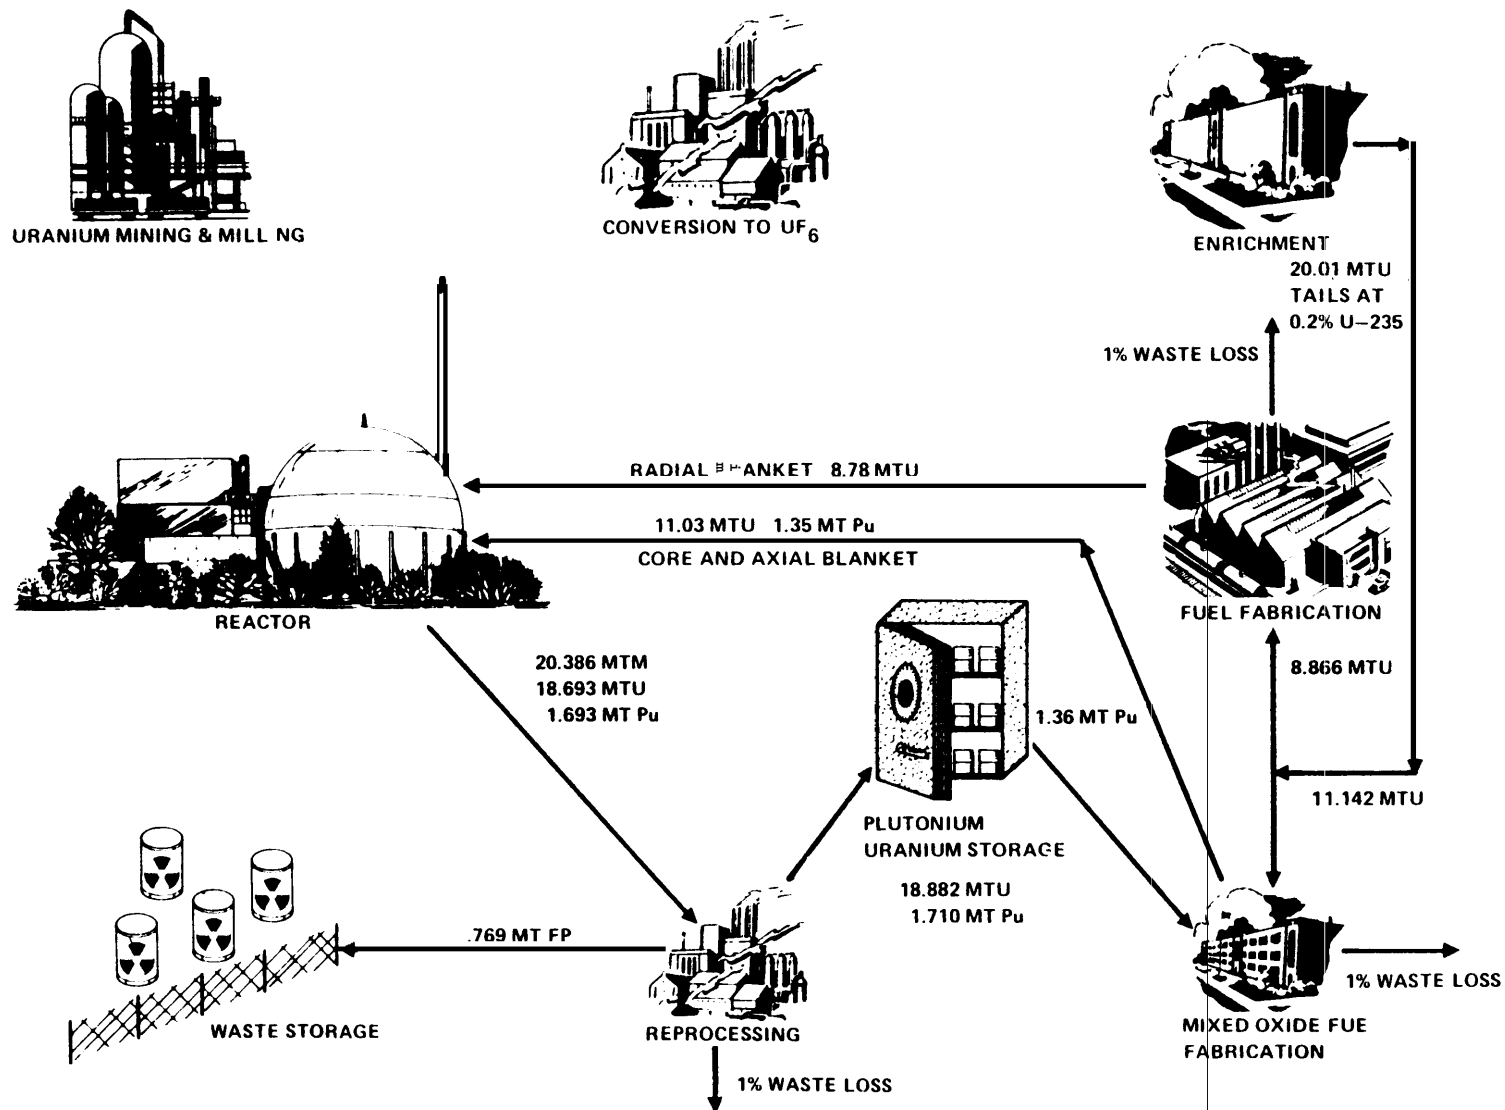 URANIUM MINING & MILL NG
CONVERSION TO UF6
ENRICHMENT
20.01 MTU
TAILS AT
0.2% U-235
1% WASTE LOSS
RADIAL ANKET 8.78 MTU
11.03 MTU 1.35 MT Pu
CORE AND AXIAL BLANKET
REACTOR
FUEL FABRICATION
8.866 MTU
20.386 MTM
18.693 MTU
1.693 MT Pu
1.36 MT Pu
11.142 MTU
PLUTONIUM
URANIUM STORAGE
18.882 MTU
1.710 MT Pu
.769 MT FP
WASTE STORAGE
REPROCESSING
1% WASTE LOSS
1% WASTE LOSS
MIXED OXIDE FUE
FABRICATION